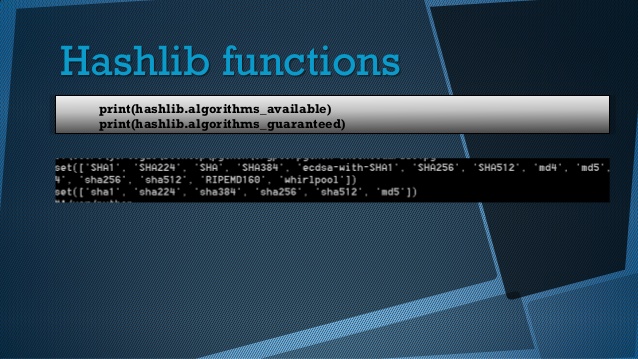 Hashlib functions
print(hashlib.algorithms_available)
print(hashlib.algorithms_guaranteed)
set(['SHA1', 'SHA224', 'SHA', 'SHA384', 'ecdsa-with-SHA1', 'SHA256', 'SHA512', 'md4', 'md5',
4', 'sha256', 'sha512', 'RIPEMD160', 'whirlpool'])
set(['sha1', 'sha224', 'sha384', 'sha256', 'sha512', 'md5'])